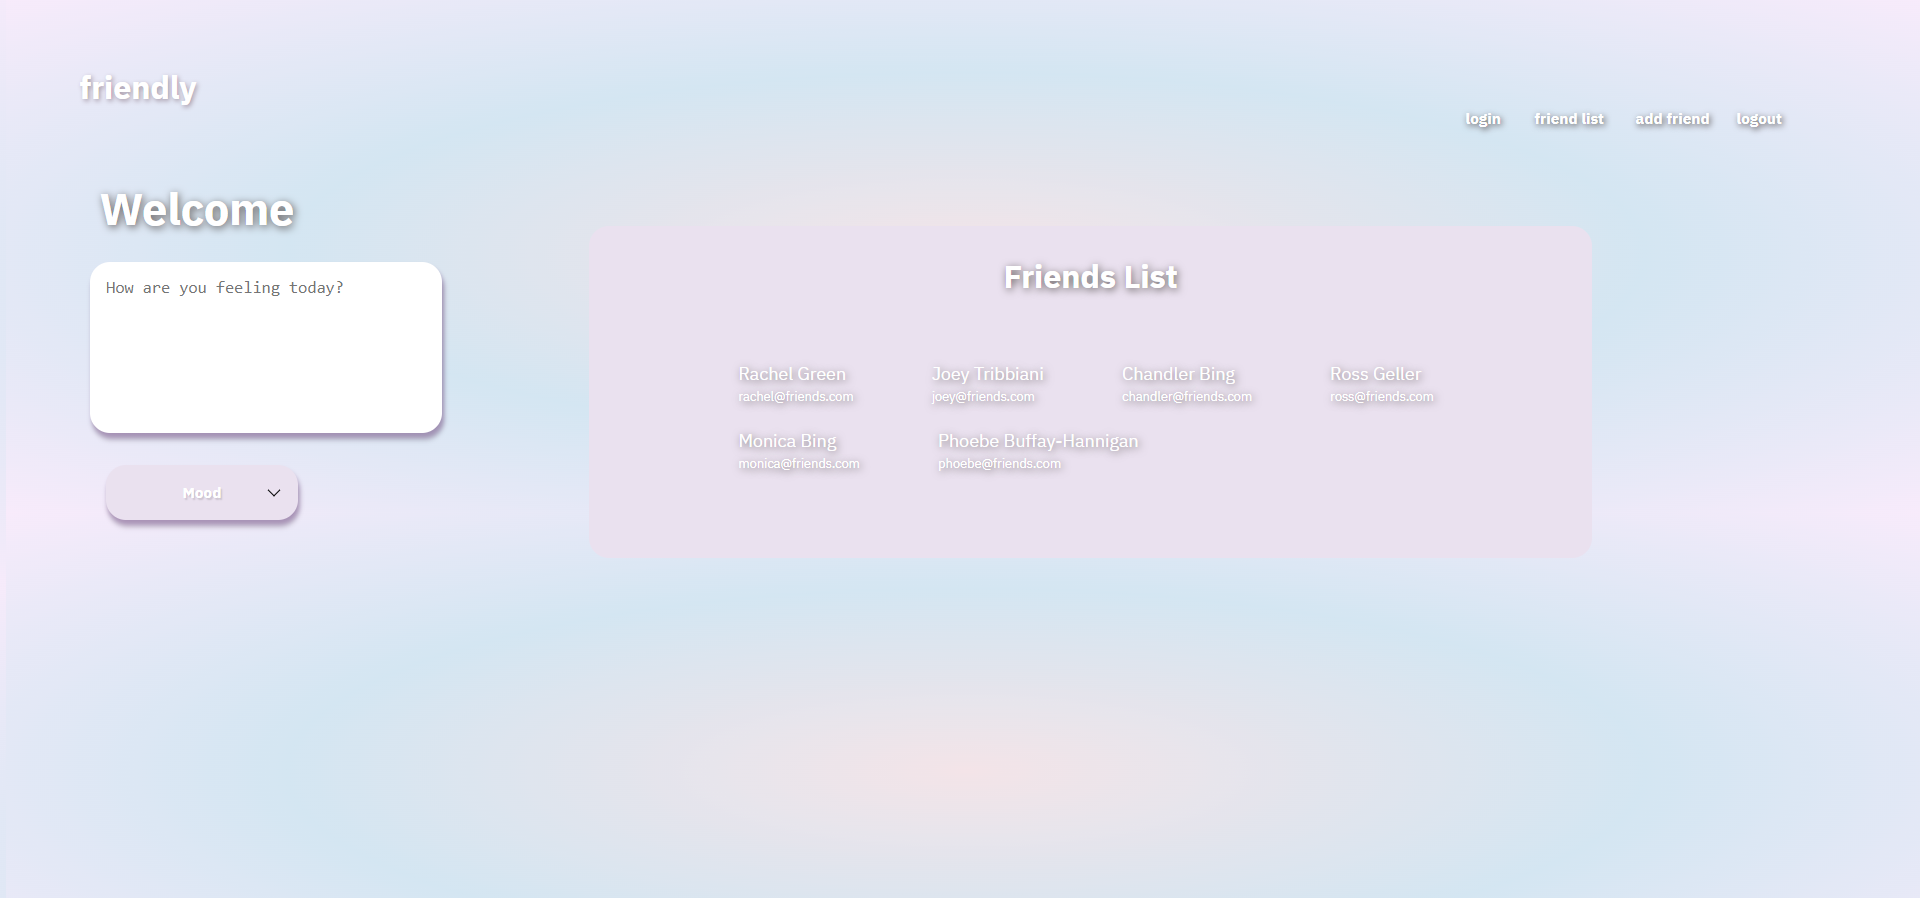 friendly
login friend list add friend logout
Welcome
How are you feeling today?
Mood
Friends List
Rachel Green Joey Tribbiani Chandler Bing Ross Geller
rachel@friends.com joey@friends.com chandler@friends.com ross@friends.com
Monica Bing Phoebe Buffay-Hannigan
monica@friends.com phoebe@friends.com